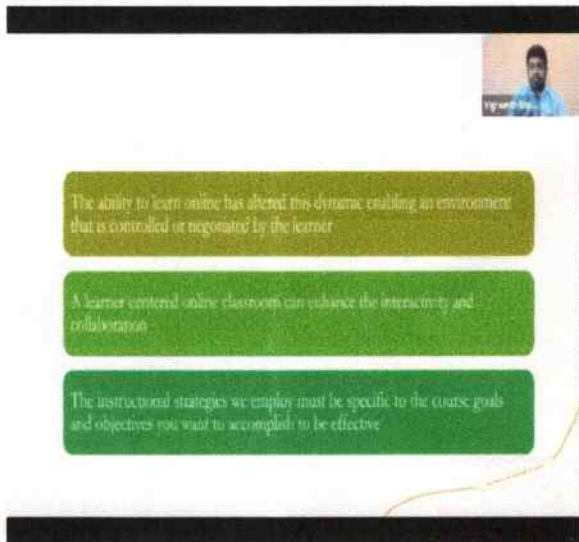 The ability to learn online has altered this dynamic enabling an environment
that is controlled or negotiated by the learner
A learner centered online classroom can enhance the interactivity and
collaboration
The instructional strategies we employ must be specific to the course goals
and objectives you want to accomplish to be effective